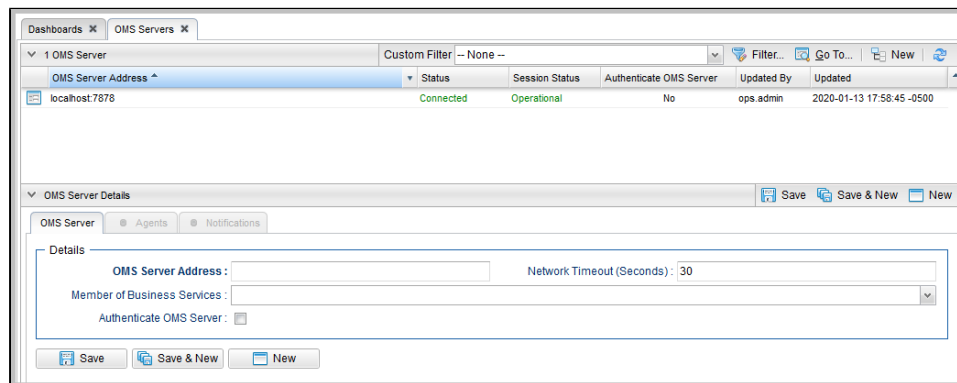 Dashboards OMS Servers
1 OMS Server Custom Filter -- None -- Filter... Go To... New
OMS Server Address Status Session Status Authenticate OMS Server Updated By Updated
localhost:7878 Connected Operational No ops.admin 2020-01-13 17:58:45 -0500
OMS Server Details Save Save & New New
OMS Server Agents Notifications
Details
OMS Server Address : Network Timeout (Seconds) : 30
Member of Business Services :
Authenticate OMS Server :
Save Save & New New